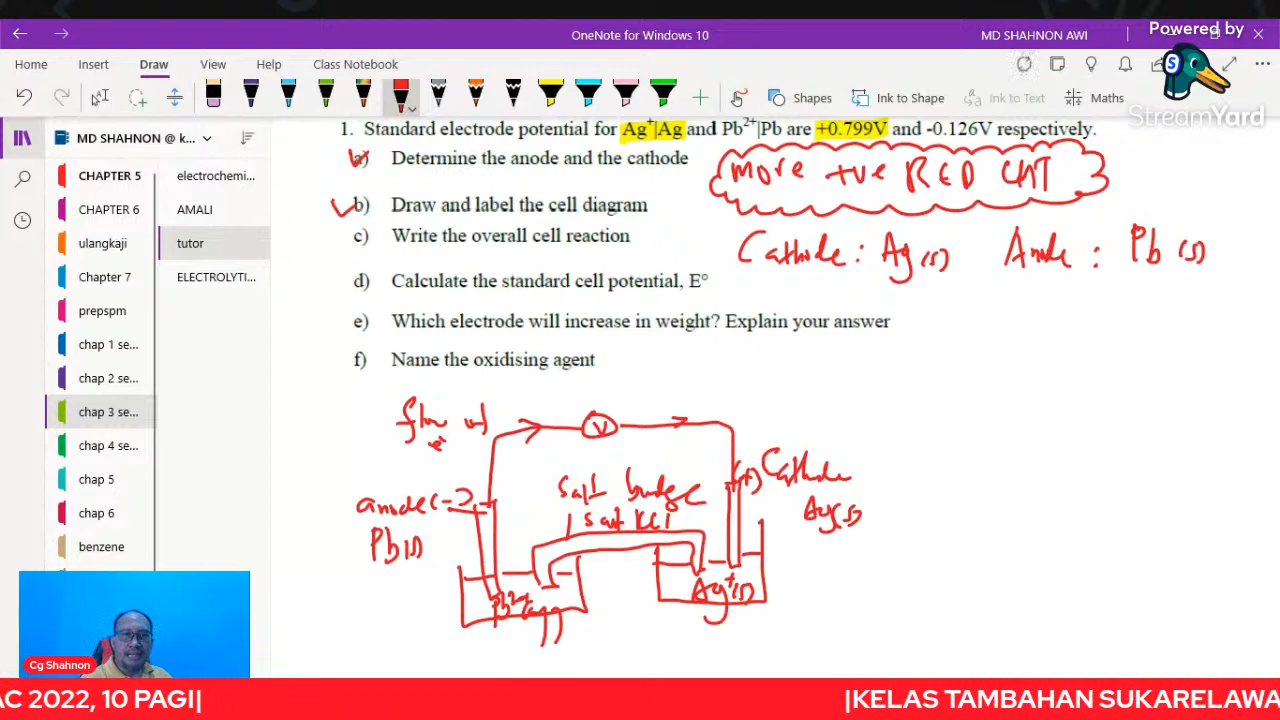 OneNote for Windows 10
MD SHAHNON AWI
Powered by
StreamYard
Home Insert Draw View Help Class Notebook
Shapes Ink to Shape Ink to Text Maths
MD SHAHNON @ k...
CHAPTER 5
CHAPTER 6
ulangkaji
Chapter 7
prepspm
chap 1 se...
chap 2 se...
chap 3 se...
chap 4 se...
chap 5
chap 6
benzene
electrochemi...
AMALI
tutor
ELECTROLYTI...
1. Standard electrode potential for Ag⁺|Ag and Pb²⁺|Pb are +0.799V and -0.126V respectively.
a) Determine the anode and the cathode
More +ve RED CAT
b) Draw and label the cell diagram
c) Write the overall cell reaction
Cathode : Ag (s) Anode : Pb (s)
d) Calculate the standard cell potential, E°
e) Which electrode will increase in weight? Explain your answer
f) Name the oxidising agent
flow of
e⁻
V
salt bridge
sat KCl
anode (-)
Pb (s)
(+) Cathode
Ag(s)
Pb²⁺(aq)
Ag⁺(s)
Cg Shahnon
AC 2022, 10 PAGI| |KELAS TAMBAHAN SUKARELAWA